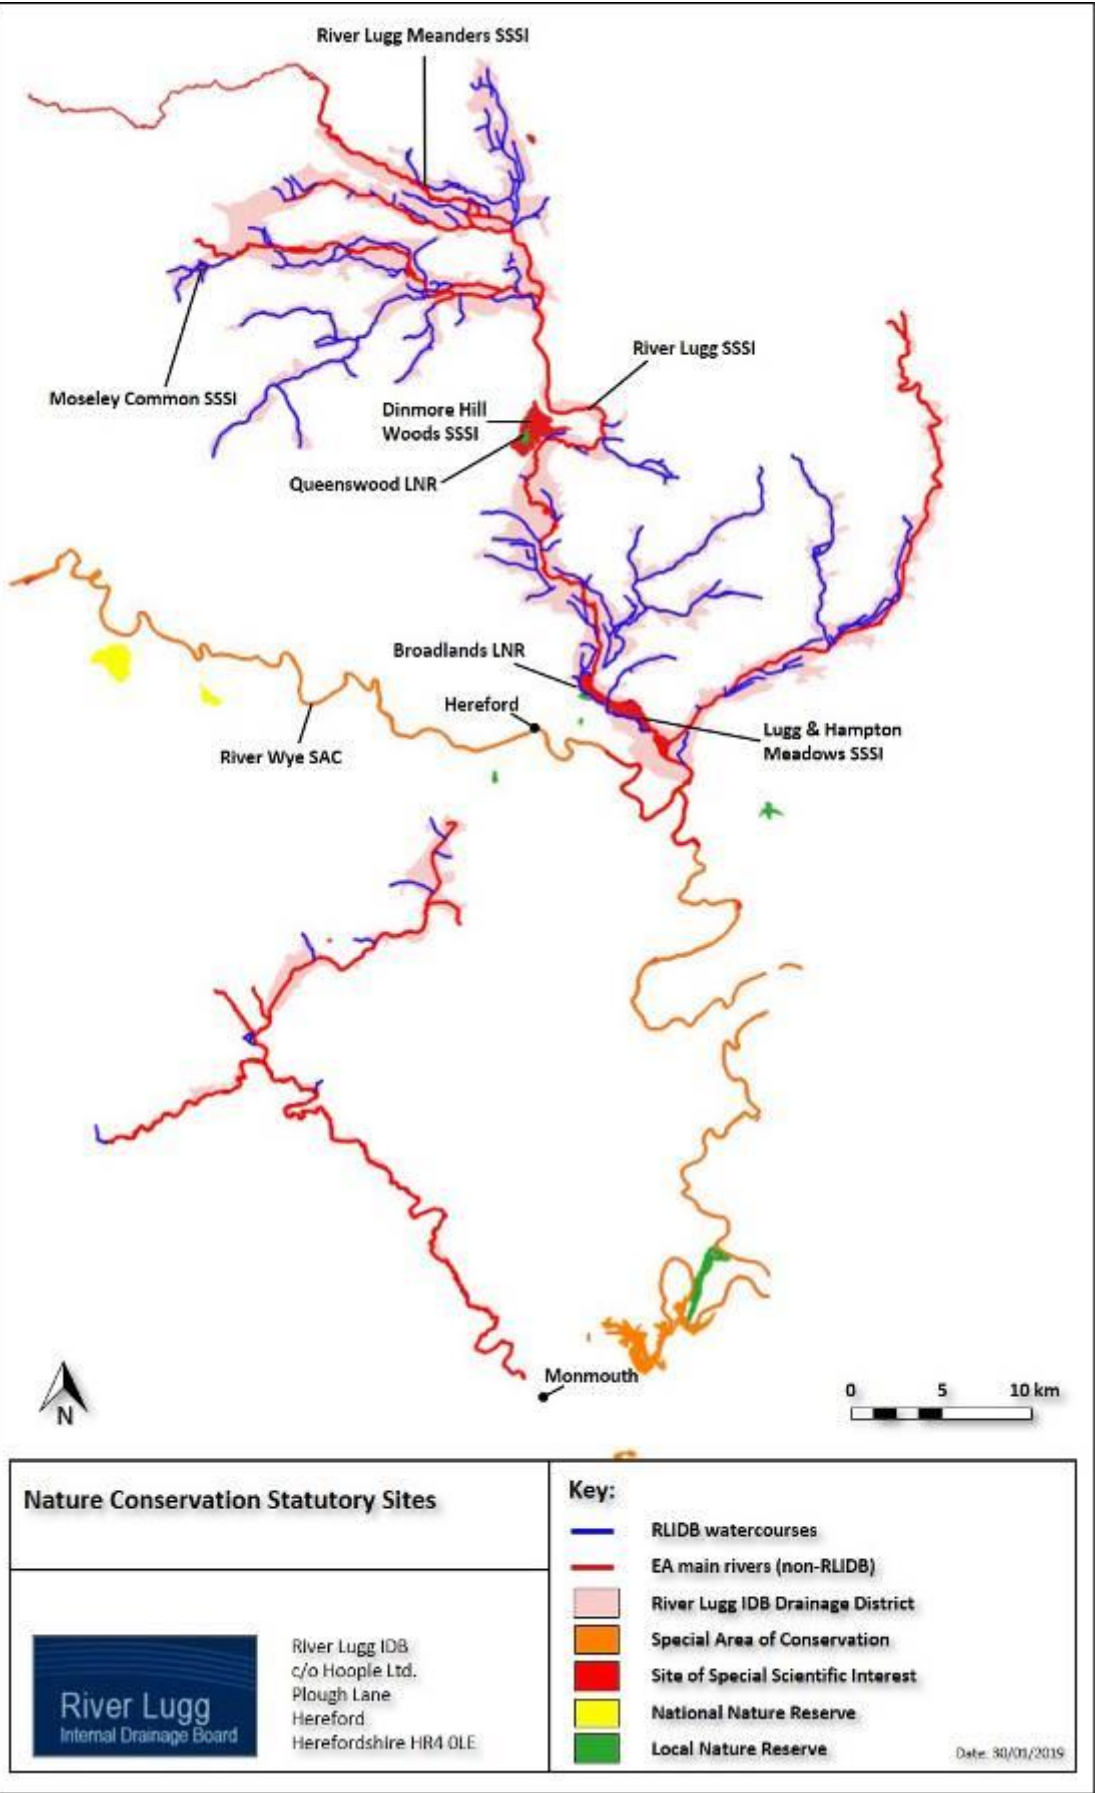 River Lugg Meanders SSSI
River Lugg SSSI
Moseley Common SSSI
Dinmore Hill
Woods SSSI
Queenswood LNR
Broadlands LNR
Hereford
River Wye SAC
Lugg & Hampton
Meadows SSSI
Monmouth
N
0 5 10 km
Nature Conservation Statutory Sites
River Lugg
Internal Drainage Board
River Lugg IDB
c/o Hoople Ltd.
Plough Lane
Hereford
Herefordshire HR4 0LE
Key:
RLIDB watercourses
EA main rivers (non-RLIDB)
River Lugg IDB Drainage District
Special Area of Conservation
Site of Special Scientific Interest
National Nature Reserve
Local Nature Reserve
Date: 30/01/2019